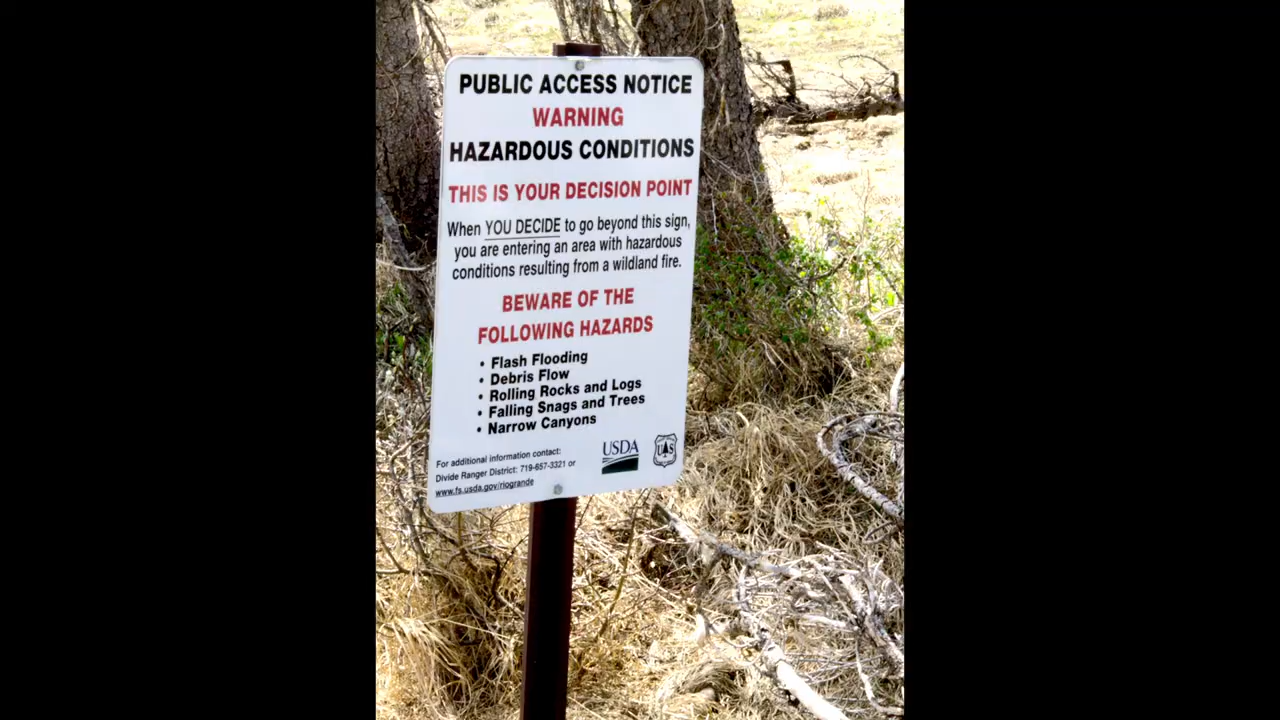 PUBLIC ACCESS NOTICE
WARNING
HAZARDOUS CONDITIONS
THIS IS YOUR DECISION POINT
When YOU DECIDE to go beyond this sign,
you are entering an area with hazardous
conditions resulting from a wildland fire.
BEWARE OF THE
FOLLOWING HAZARDS
• Flash Flooding
• Debris Flow
• Rolling Rocks and Logs
• Falling Snags and Trees
• Narrow Canyons
For additional information contact:
Divide Ranger District: 719-657-3321 or
www.fs.usda.gov/riogrande
USDA
U S